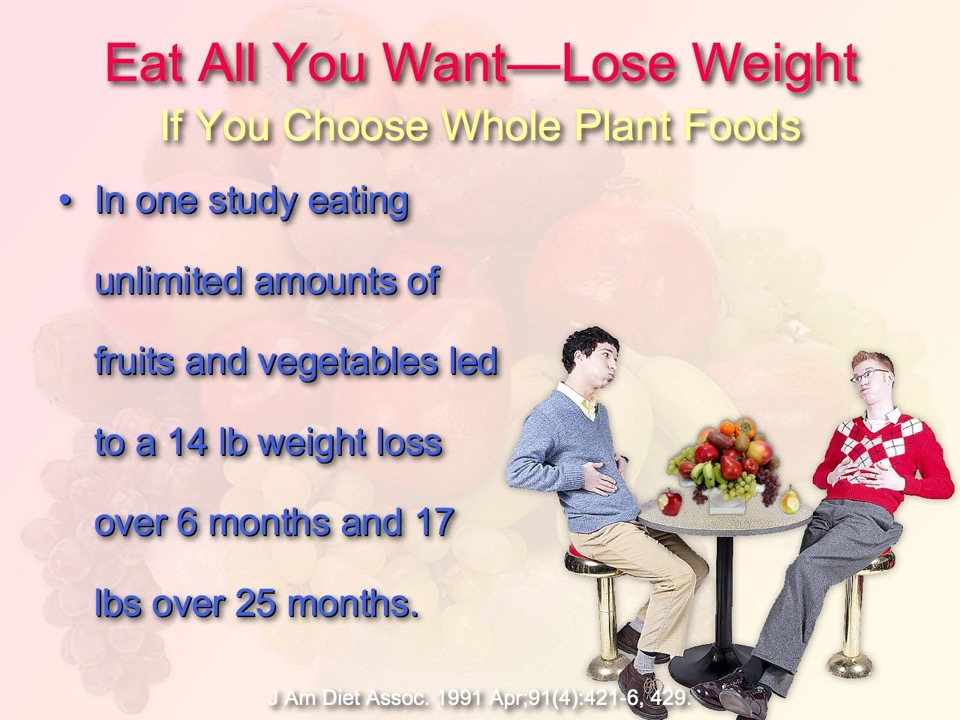 Eat All You Want—Lose Weight
If You Choose Whole Plant Foods
• In one study eating
unlimited amounts of
fruits and vegetables led
to a 14 lb weight loss
over 6 months and 17
lbs over 25 months.
J Am Diet Assoc. 1991 Apr;91(4):421-6, 429.